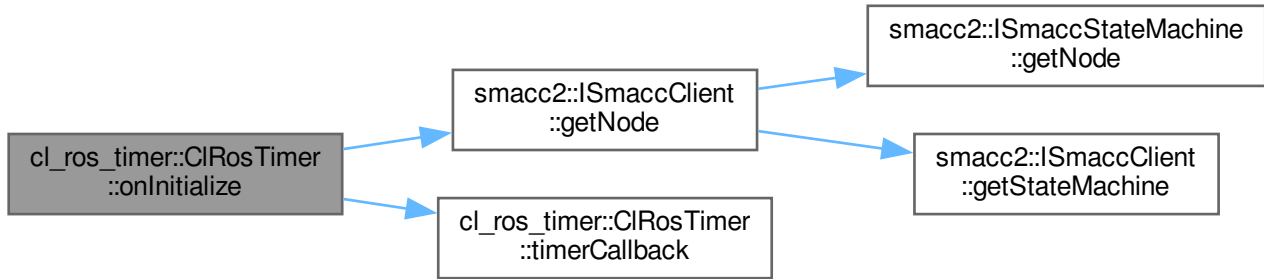 cl_ros_timer::ClRosTimer
::onInitialize
smacc2::ISmaccClient
::getNode
smacc2::ISmaccStateMachine
::getNode
smacc2::ISmaccClient
::getStateMachine
cl_ros_timer::ClRosTimer
::timerCallback